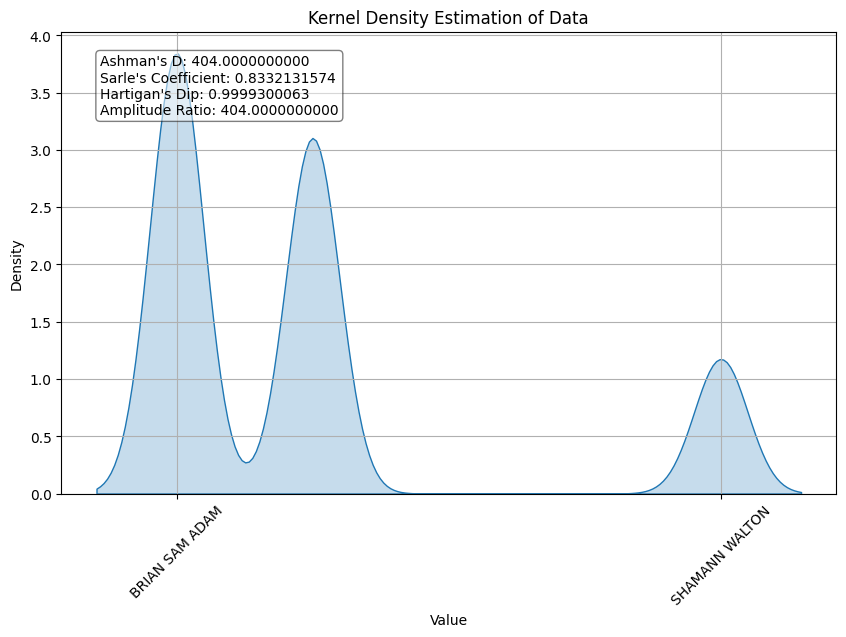 Kernel Density Estimation of Data
Ashman's D: 404.0000000000
Sarle's Coefficient: 0.8332131574
Hartigan's Dip: 0.9999300063
Amplitude Ratio: 404.0000000000
4.0
3.5
3.0
2.5
2.0
1.5
1.0
0.5
0.0
Density
BRIAN SAM ADAM
SHAMANN WALTON
Value